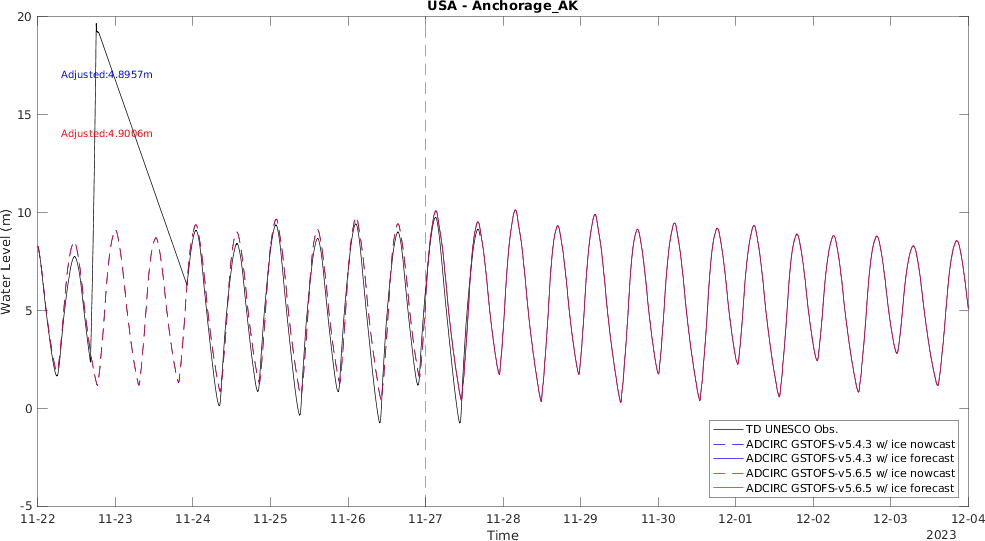 USA - Anchorage_AK
20
15
10
5
0
-5
Water Level (m)
Adjusted:4.8957m
Adjusted:4.9006m
TD UNESCO Obs.
ADCIRC GSTOFS-v5.4.3 w/ ice nowcast
ADCIRC GSTOFS-v5.4.3 w/ ice forecast
ADCIRC GSTOFS-v5.6.5 w/ ice nowcast
ADCIRC GSTOFS-v5.6.5 w/ ice forecast
11-22 11-23 11-24 11-25 11-26 11-27 11-28 11-29 11-30 12-01 12-02 12-03 12-04
Time
2023